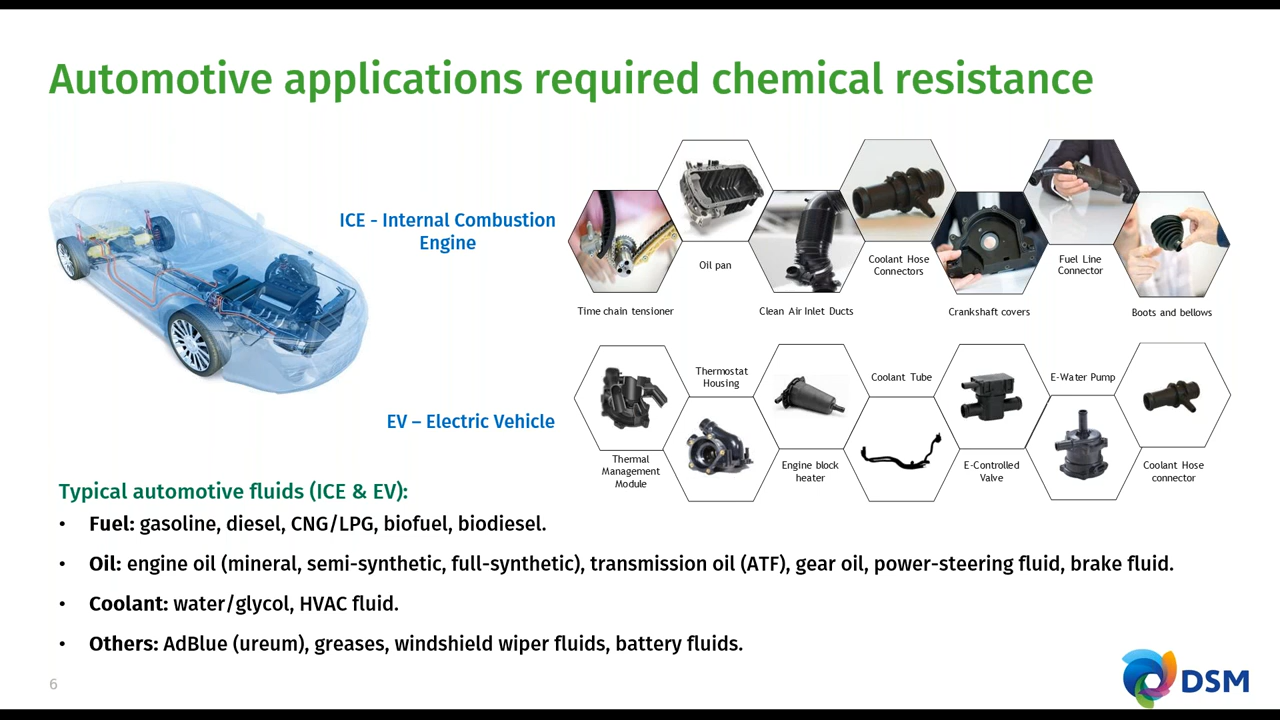 Automotive applications required chemical resistance
ICE - Internal Combustion
Engine
Oil pan
Coolant Hose
Connectors
Fuel Line
Connector
Time chain tensioner
Clean Air Inlet Ducts
Crankshaft covers
Boots and bellows
EV – Electric Vehicle
Thermostat
Housing
Coolant Tube
E-Water Pump
Thermal
Management
Module
Engine block
heater
E-Controlled
Valve
Coolant Hose
connector
Typical automotive fluids (ICE & EV):
• Fuel: gasoline, diesel, CNG/LPG, biofuel, biodiesel.
• Oil: engine oil (mineral, semi-synthetic, full-synthetic), transmission oil (ATF), gear oil, power-steering fluid, brake fluid.
• Coolant: water/glycol, HVAC fluid.
• Others: AdBlue (ureum), greases, windshield wiper fluids, battery fluids.
6
DSM